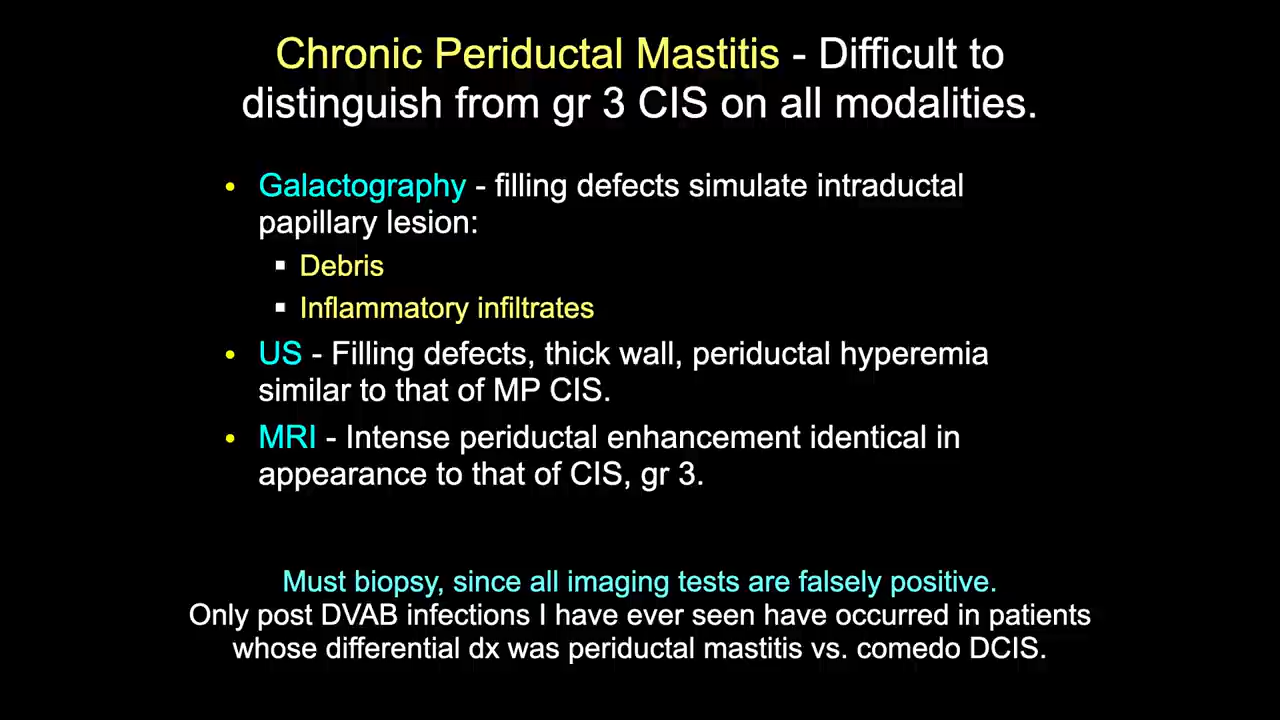 Chronic Periductal Mastitis - Difficult to
distinguish from gr 3 CIS on all modalities.
• Galactography - filling defects simulate intraductal
papillary lesion:
▪ Debris
▪ Inflammatory infiltrates
• US - Filling defects, thick wall, periductal hyperemia
similar to that of MP CIS.
• MRI - Intense periductal enhancement identical in
appearance to that of CIS, gr 3.
Must biopsy, since all imaging tests are falsely positive.
Only post DVAB infections I have ever seen have occurred in patients
whose differential dx was periductal mastitis vs. comedo DCIS.